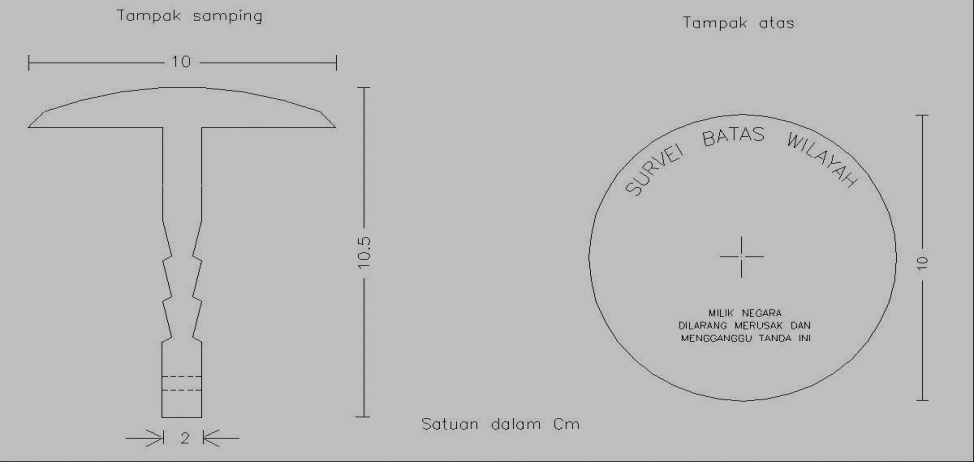 Tampak samping
Tampak atas
10
10.5
2
SURVEI BATAS WILAYAH
10
MILIK NEGARA
DILARANG MERUSAK DAN
MENGGANGGU TANDA INI
Satuan dalam Cm